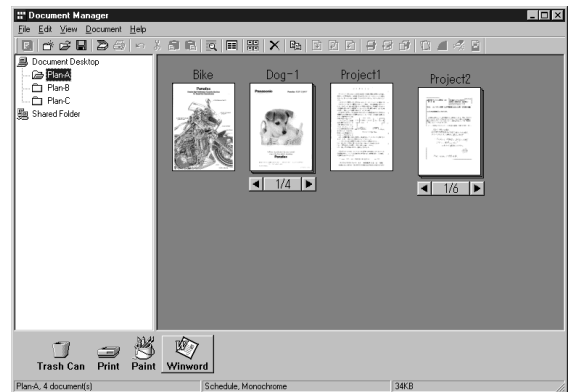 Document Manager
File Edit View Document Help
Document Desktop
Plan-A
Plan-B
Plan-C
Shared Folder
Bike Dog-1 Project1 Project2
Panasonic
1/4
1/6
Trash Can Print Paint Winword
Plan-A, 4 document(s) Schedule, Monochrome 34KB